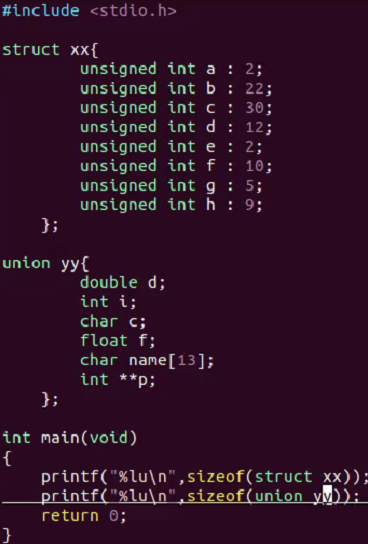 #include <stdio.h>
struct xx{
unsigned int a : 2;
unsigned int b : 22;
unsigned int c : 30;
unsigned int d : 12;
unsigned int e : 2;
unsigned int f : 10;
unsigned int g : 5;
unsigned int h : 9;
};
union yy{
double d;
int i;
char c;
float f;
char name[13];
int **p;
};
int main(void)
{
printf("%lu\n",sizeof(struct xx));
printf("%lu\n",sizeof(union yy));
return 0;
}